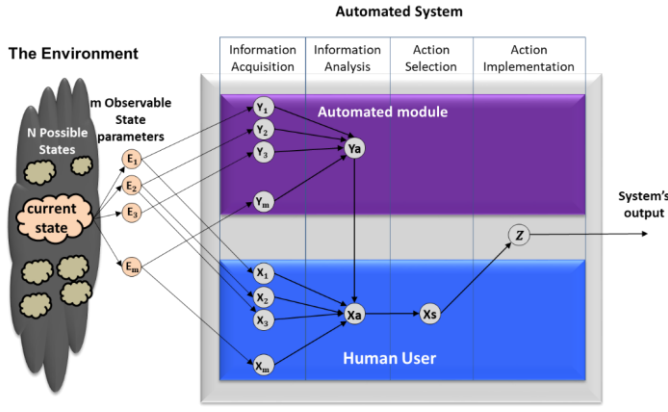 Automated System
The Environment
Information
Acquisition
Information
Analysis
Action
Selection
Action
Implementation
m Observable
State
parameters
N Possible
States
current
state
E1
E2
E3
Em
Automated module
Y1
Y2
Y3
Ym
Ya
System's
output
Z
X1
X2
X3
Xm
Xa
Xs
Human User